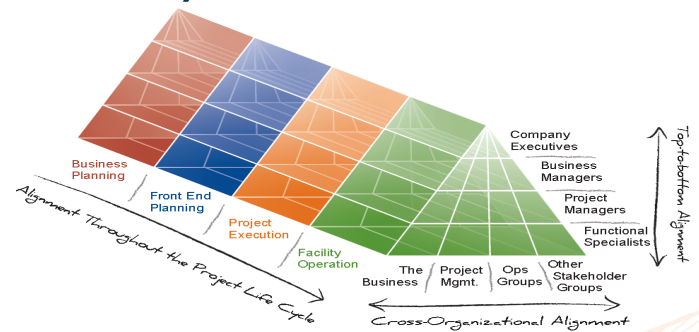 Company
Executives
Business
Managers
Project
Managers
Functional
Specialists
Top-to-bottom Alignment
Business
Planning
Front End
Planning
Project
Execution
Facility
Operation
Alignment Throughout the Project Life Cycle
The
Business
Project
Mgmt.
Ops
Groups
Other
Stakeholder
Groups
Cross-Organizational Alignment